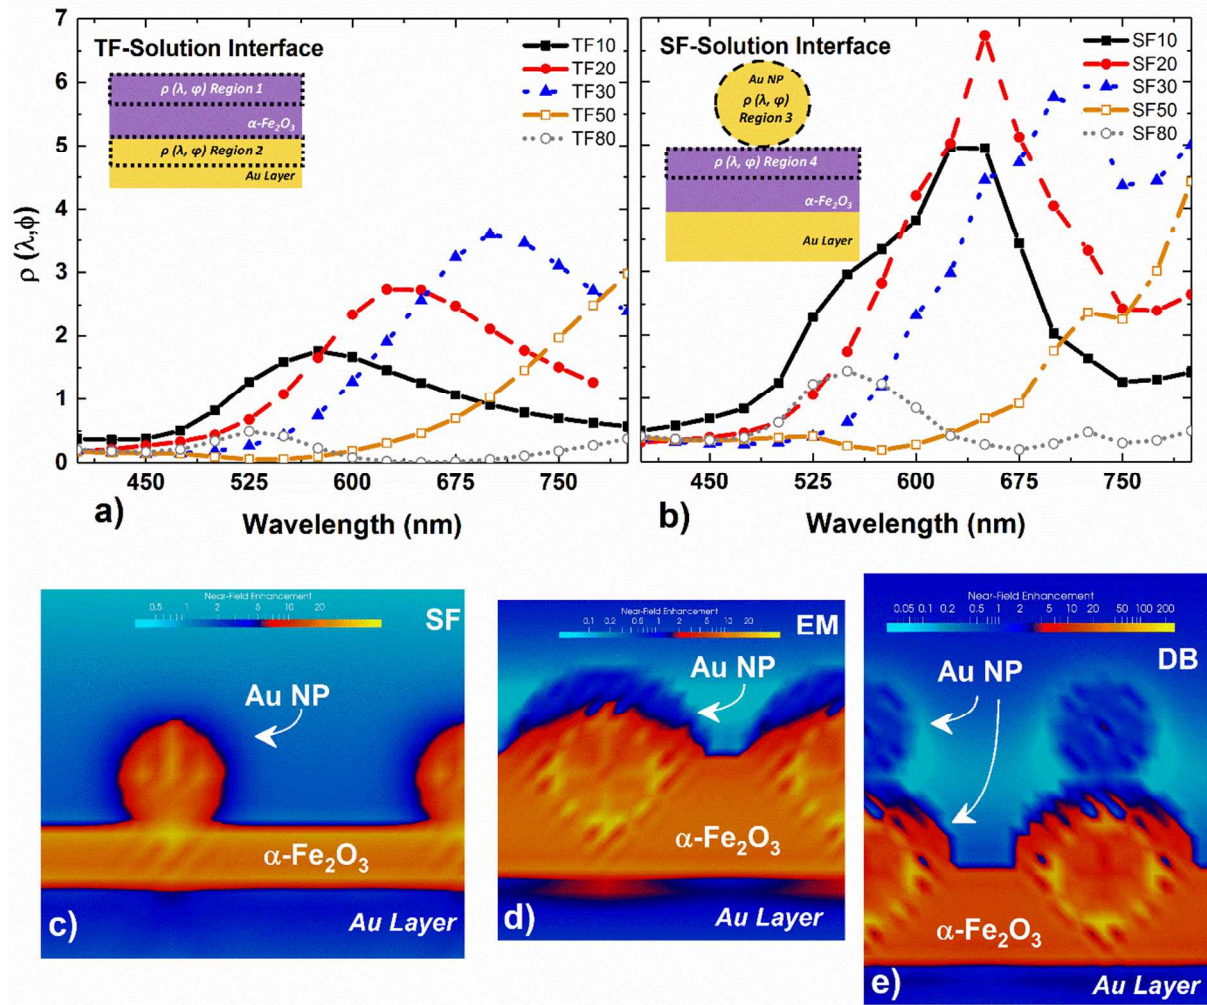 TF-Solution Interface
ρ (λ, φ) Region 1
α-Fe₂O₃
ρ (λ, φ) Region 2
Au Layer
TF10
TF20
TF30
TF50
TF80
7
6
5
4
3
2
1
0
ρ (λ,ϕ)
450 525 600 675 750
a)
Wavelength (nm)
SF-Solution Interface
Au NP
ρ (λ, φ)
Region 3
ρ (λ, φ) Region 4
α-Fe₂O₃
Au Layer
SF10
SF20
SF30
SF50
SF80
450 525 600 675 750
b)
Wavelength (nm)
Near-Field Enhancement
0.5 1 2 5 10 20
SF
Au NP
α-Fe₂O₃
c)
Au Layer
Near-Field Enhancement
0.1 0.2 0.5 1 2 5 10 20
EM
Au NP
α-Fe₂O₃
d)
Au Layer
Near-Field Enhancement
0.05 0.1 0.2 0.5 1 2 5 10 20 50 100 200
DB
Au NP
α-Fe₂O₃
e)
Au Layer